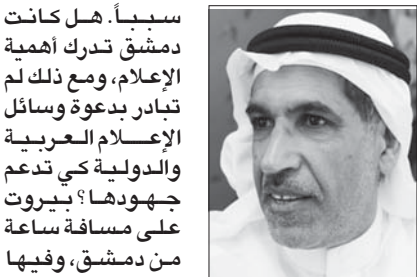 سبباً. هل كانت
دمشق تدرك أهمية
الإعلام، ومع ذلك لم
تبادر بدعوة وسائل
الإعلام العربية
والدولية كي تدعم
جهودها؟ بيروت
على مسافة ساعة
من دمشق، وفيها